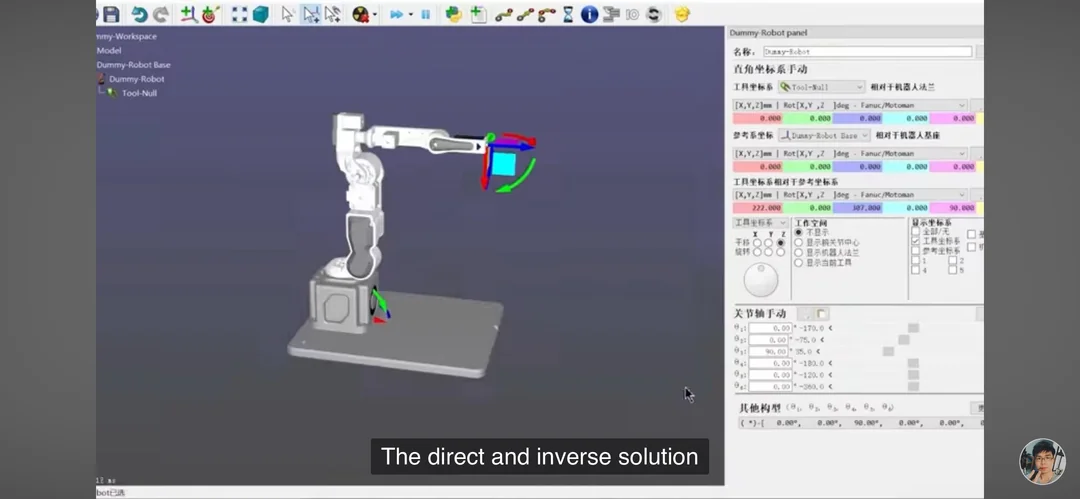 mmy-Workspace
Model
Dummy-Robot Base
Dummy-Robot
Tool-Null
Dummy-Robot panel
名称:
Dummy-Robot
直角坐标系手动
工具坐标系 Tool-Null 相对于机器人法兰
[X,Y,Z]mm | Rot[X,Y ,Z ]deg - Fanuc/Motoman
0.000 0.000 0.000 0.000 0.000
参考系坐标 Dummy-Robot Base 相对于机器人基座
[X,Y,Z]mm | Rot[X,Y ,Z ]deg - Fanuc/Motoman
0.000 0.000 0.000 0.000 0.000
工具坐标系相对于参考坐标系
[X,Y,Z]mm | Rot[X,Y ,Z ]deg - Fanuc/Motoman
222.000 0.000 307.000 0.000 90.000
工具坐标系
X Y Z
平移
旋转
工作空间
不显示
显示腕关节中心
显示机器人法兰
显示当前工具
显示坐标系
全部/无
工具坐标系
参考坐标系
1 2
4 5
关节轴手动
θ₁: 0.00 ° -170.0 <
θ₂: 0.00 ° -75.0 <
θ₃: 90.00 ° 35.0 <
θ₄: 0.00 ° -180.0 <
θ₅: 0.00 ° -120.0 <
θ₆: 0.00 ° -360.0 <
其他构型 (θ₁, θ₂, θ₃, θ₄, θ₅, θ₆)
0.00°, 0.00°, 90.00°, 0.00°, 0.00°,
The direct and inverse solution
bot已选